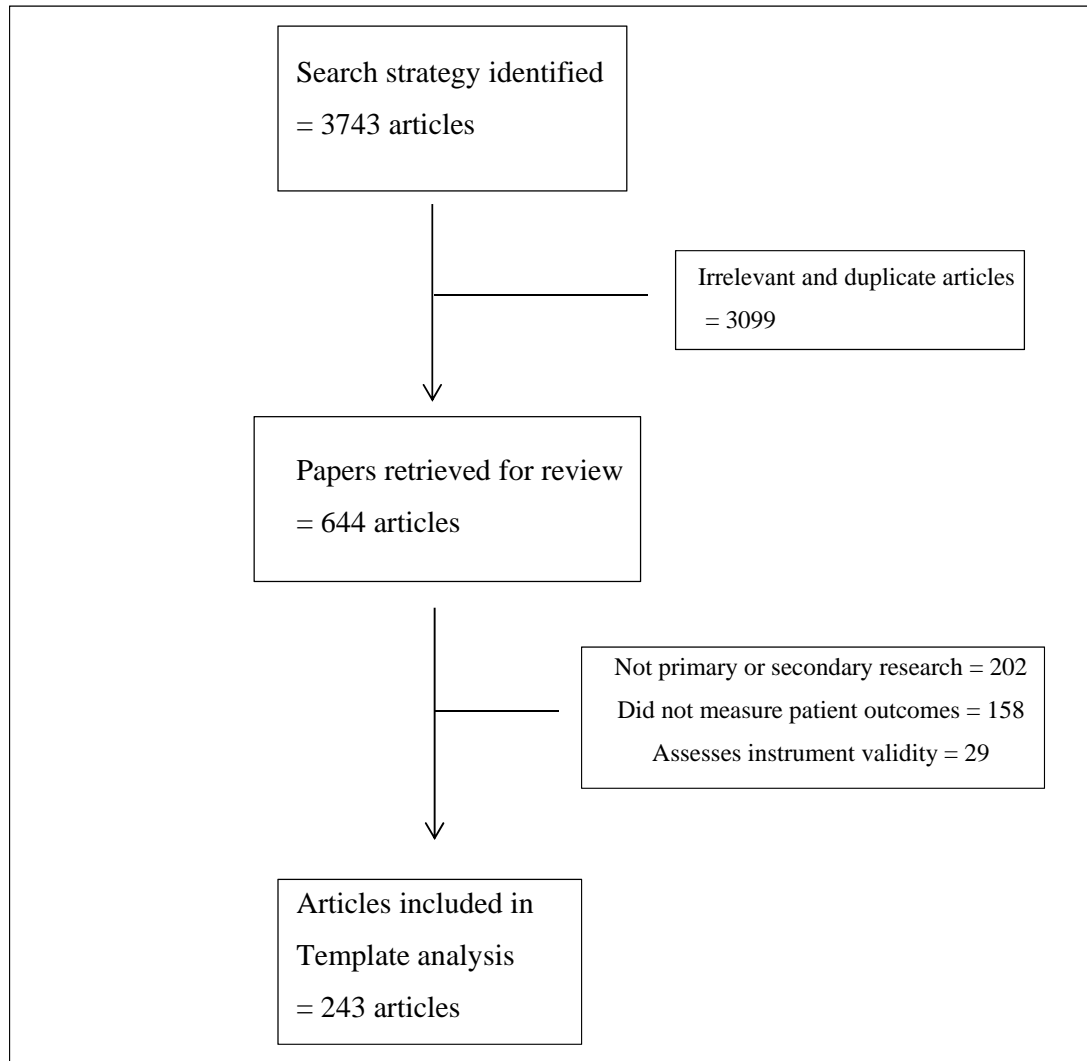 Search strategy identified
= 3743 articles
Irrelevant and duplicate articles
= 3099
Papers retrieved for review
= 644 articles
Not primary or secondary research = 202
Did not measure patient outcomes = 158
Assesses instrument validity = 29
Articles included in
Template analysis
= 243 articles